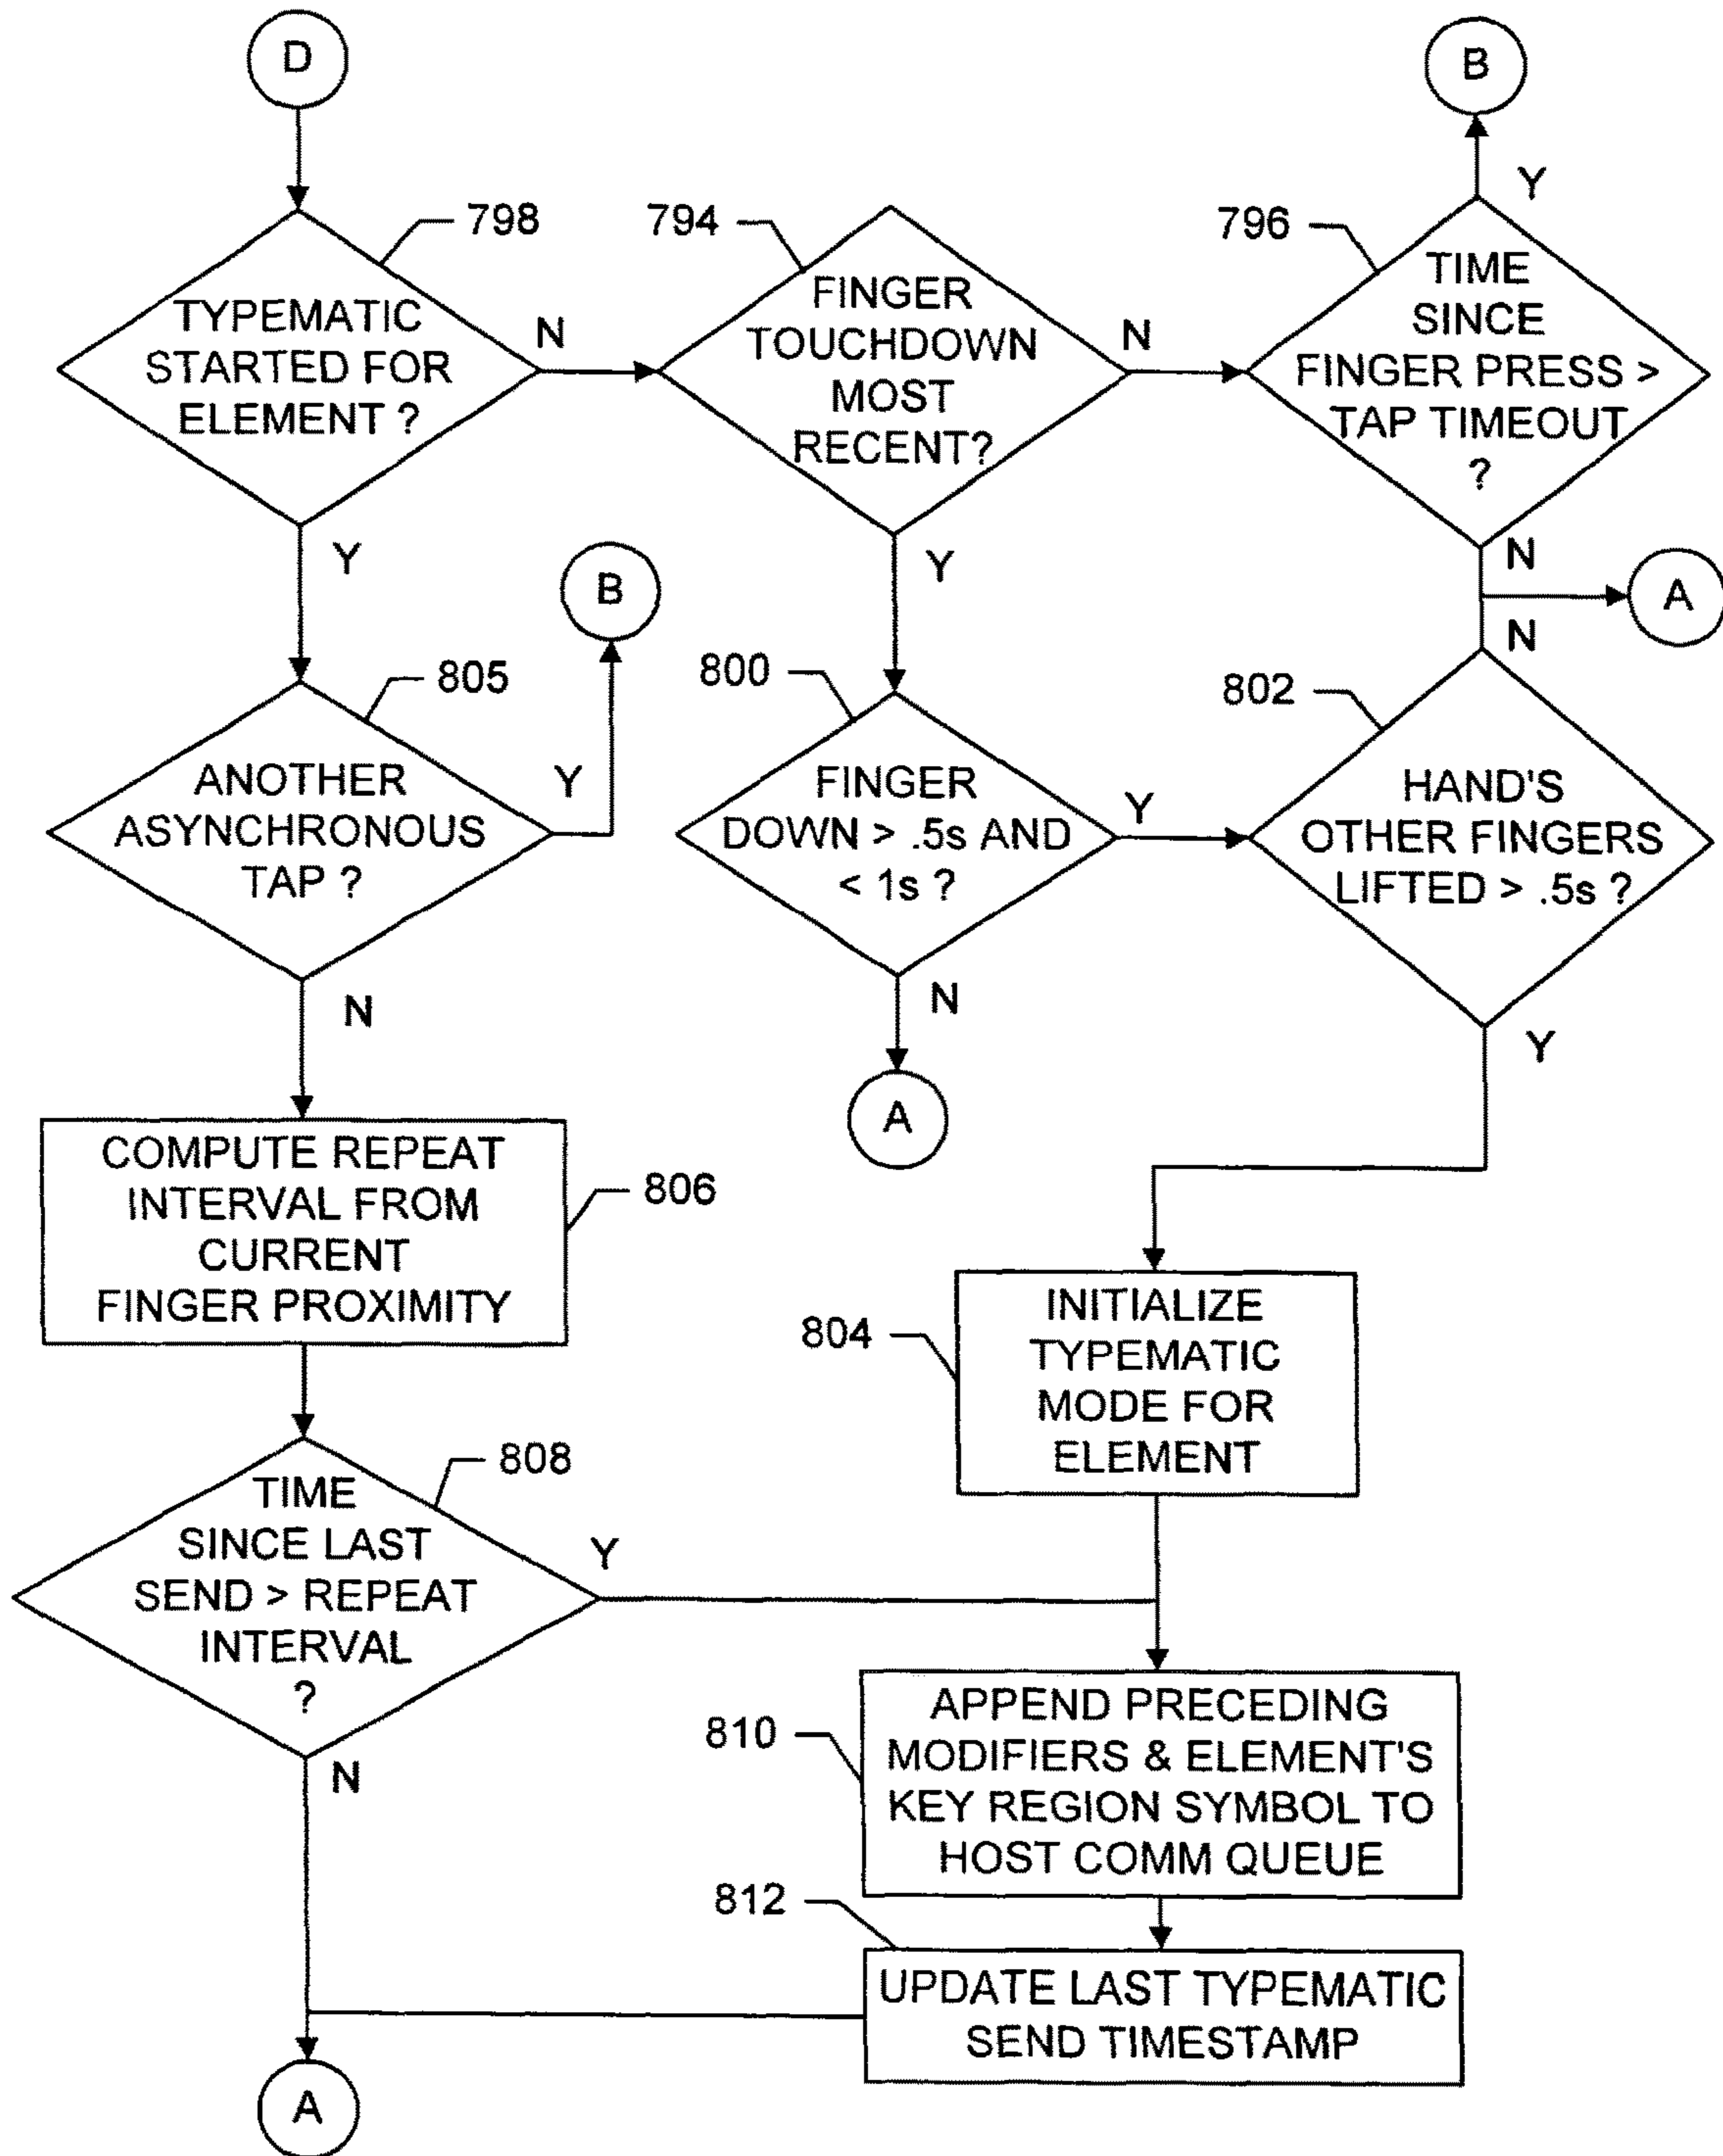 D
B
798
794
796
TYPEMATIC
STARTED FOR
ELEMENT ?
N
FINGER
TOUCHDOWN
MOST
RECENT?
N
Y
TIME
SINCE
FINGER PRESS >
TAP TIMEOUT
?
Y
B
Y
N
A
N
805
800
802
ANOTHER
ASYNCHRONOUS
TAP ?
Y
FINGER
DOWN > .5s AND
< 1s ?
Y
HAND'S
OTHER FINGERS
LIFTED > .5s ?
N
N
Y
A
COMPUTE REPEAT
INTERVAL FROM
CURRENT
FINGER PROXIMITY
806
804
INITIALIZE
TYPEMATIC
MODE FOR
ELEMENT
808
TIME
SINCE LAST
SEND > REPEAT
INTERVAL
?
Y
N
810
APPEND PRECEDING
MODIFIERS & ELEMENT'S
KEY REGION SYMBOL TO
HOST COMM QUEUE
812
UPDATE LAST TYPEMATIC
SEND TIMESTAMP
A